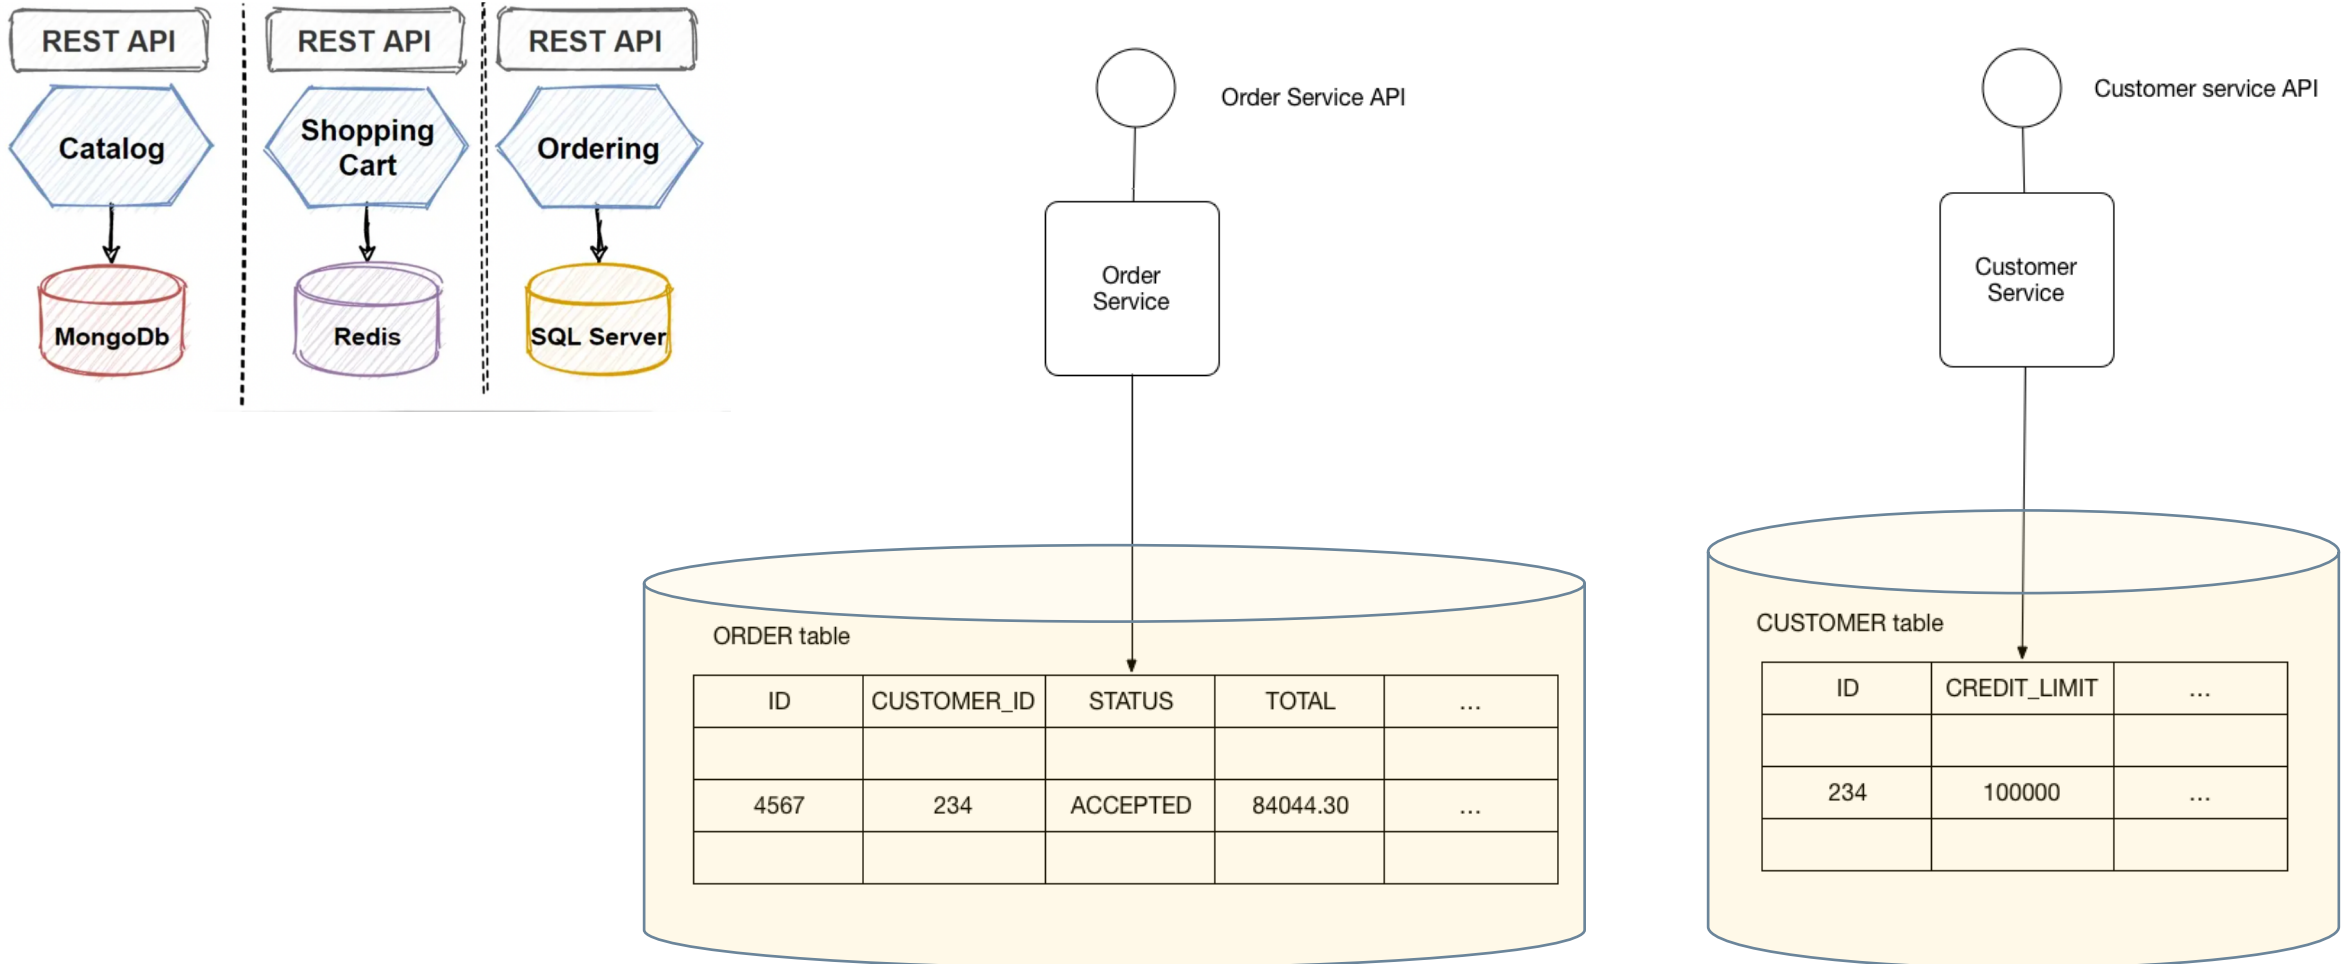 REST API
REST API
REST API
Catalog
Shopping
Cart
Ordering
MongoDb
Redis
SQL Server
Order Service API
Order
Service
ORDER table
ID CUSTOMER_ID STATUS TOTAL ...
4567 234 ACCEPTED 84044.30 ...
Customer service API
Customer
Service
CUSTOMER table
ID CREDIT_LIMIT ...
234 100000 ...